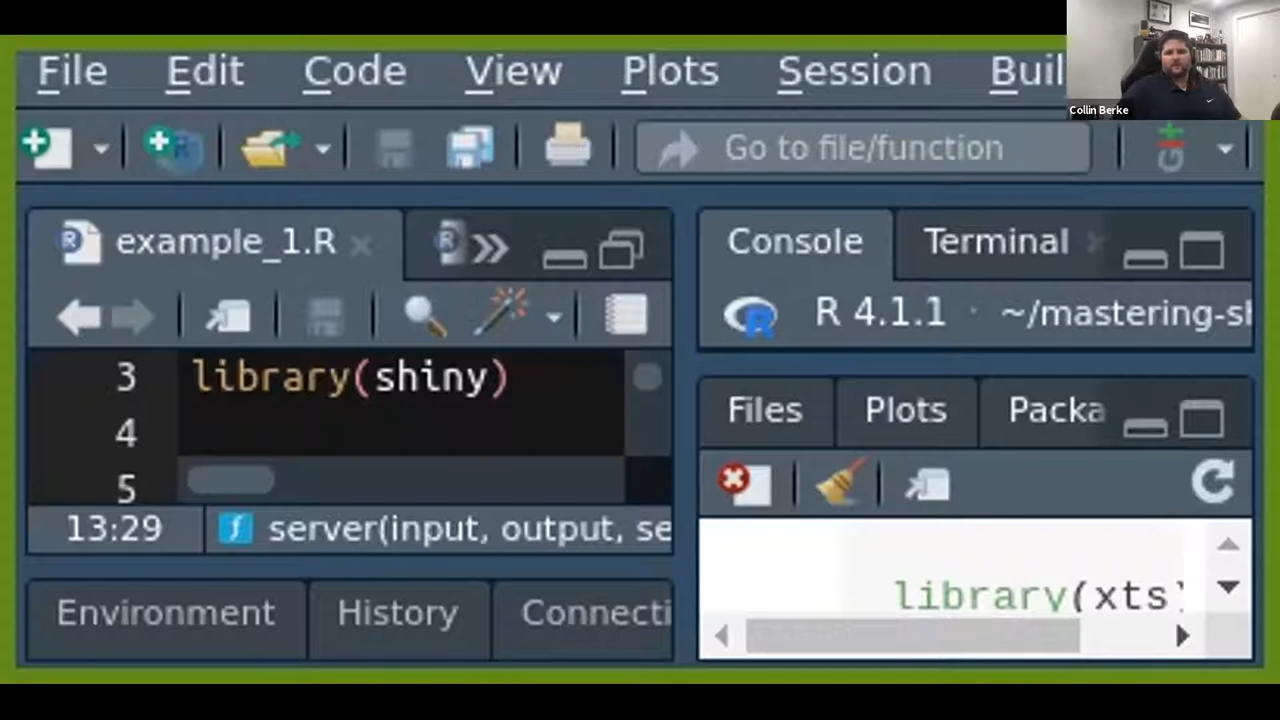 File Edit Code View Plots Session Buil
Collin Berke
Go to file/function
example_1.R
Console Terminal
R 4.1.1 · ~/mastering-sh
3 library(shiny)
4
5
Files Plots Packa
13:29 server(input, output, se
library(xts)
Environment History Connecti